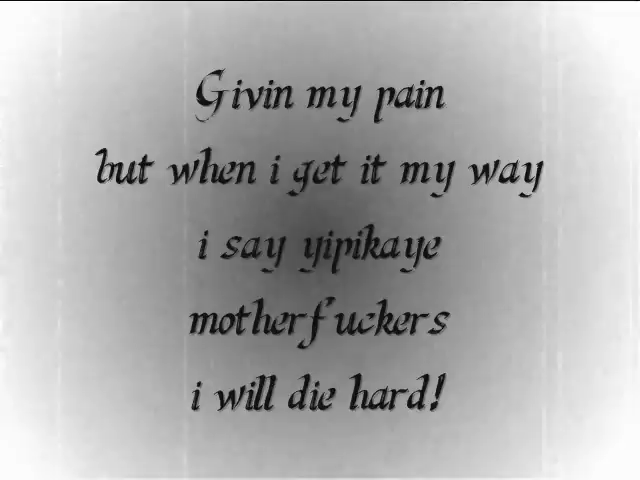 Givin my pain
but when i get it my way
i say yipikaye
motherfuckers
i will die hard!